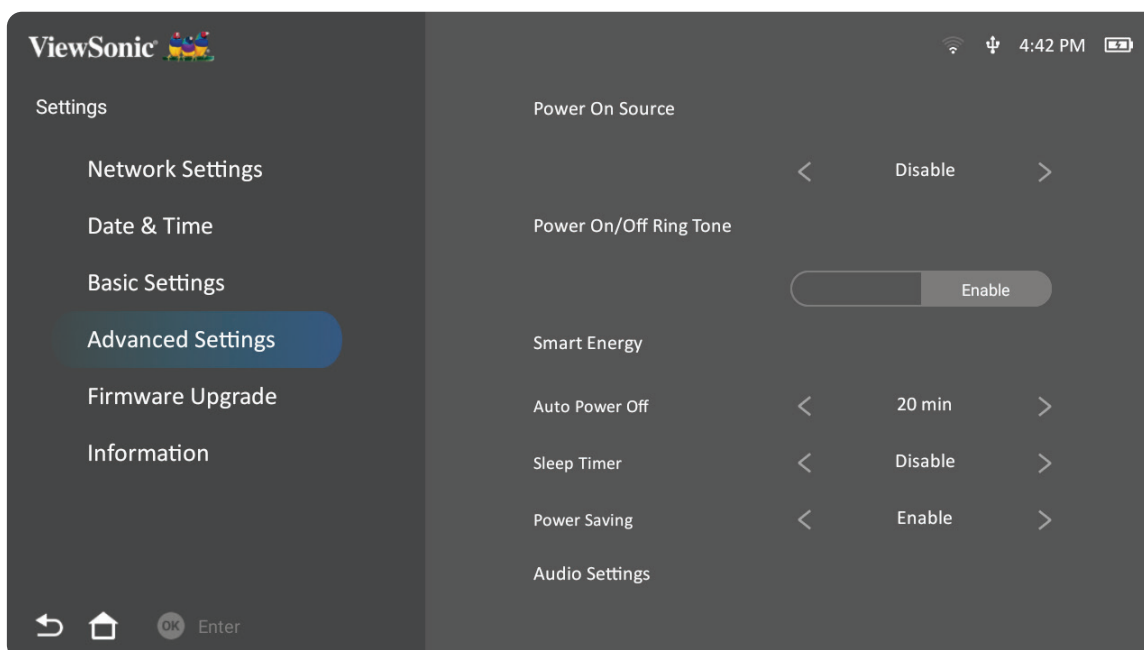 ViewSonic
4:42 PM
Settings
Network Settings
Date & Time
Basic Settings
Advanced Settings
Firmware Upgrade
Information
OK Enter
Power On Source
Disable
Power On/Off Ring Tone
Enable
Smart Energy
Auto Power Off 20 min
Sleep Timer Disable
Power Saving Enable
Audio Settings